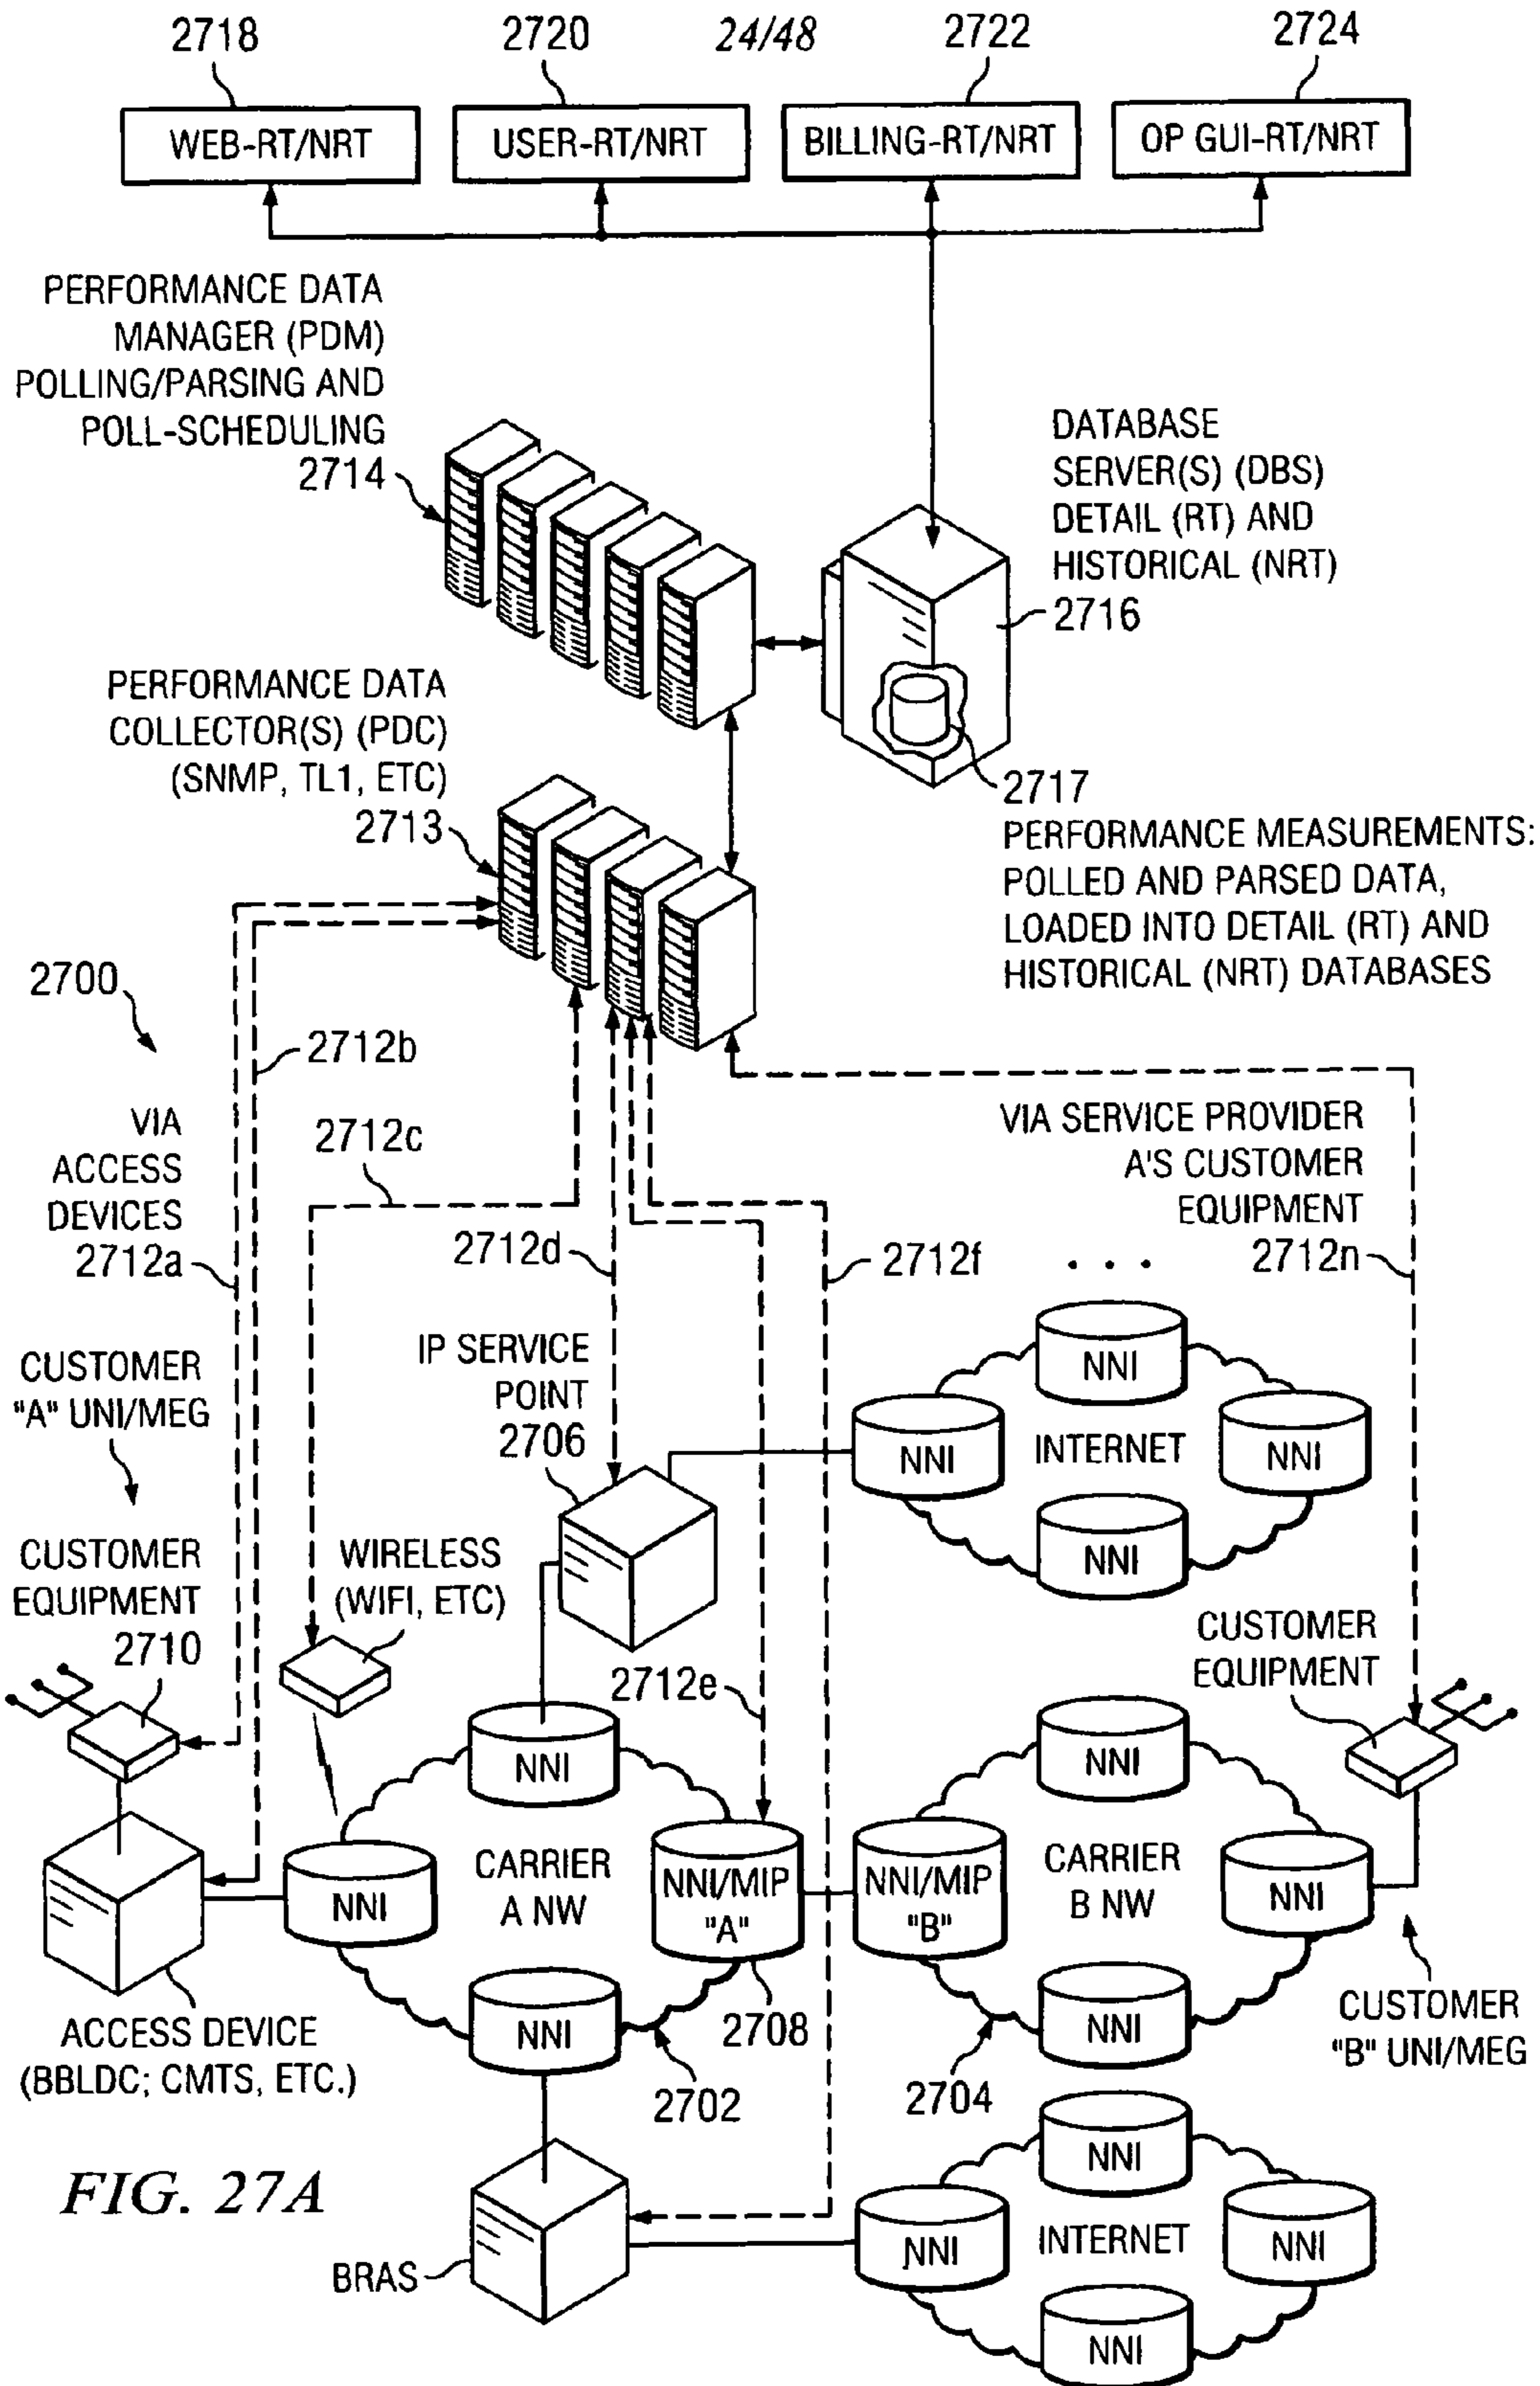 2718
2720
24/48
2722
2724
WEB-RT/NRT
USER-RT/NRT
BILLING-RT/NRT
OP GUI-RT/NRT
PERFORMANCE DATA
MANAGER (PDM)
POLLING/PARSING AND
POLL-SCHEDULING
2714
DATABASE
SERVER(S) (DBS)
DETAIL (RT) AND
HISTORICAL (NRT)
2716
PERFORMANCE DATA
COLLECTOR(S) (PDC)
(SNMP, TL1, ETC)
2713
2717
PERFORMANCE MEASUREMENTS:
POLLED AND PARSED DATA,
LOADED INTO DETAIL (RT) AND
HISTORICAL (NRT) DATABASES
2700
2712b
VIA
ACCESS
DEVICES
2712a
2712c
VIA SERVICE PROVIDER
A'S CUSTOMER
EQUIPMENT
2712n
2712d
2712f
. . .
CUSTOMER
"A" UNI/MEG
IP SERVICE
POINT
2706
NNI
NNI
INTERNET
NNI
NNI
CUSTOMER
EQUIPMENT
2710
WIRELESS
(WIFI, ETC)
CUSTOMER
EQUIPMENT
2712e
NNI
NNI
NNI
CARRIER
A NW
NNI/MIP
"A"
NNI/MIP
"B"
CARRIER
B NW
NNI
NNI
2708
NNI
ACCESS DEVICE
(BBLDC; CMTS, ETC.)
2702
2704
CUSTOMER
"B" UNI/MEG
FIG. 27A
BRAS
NNI
NNI
INTERNET
NNI
NNI